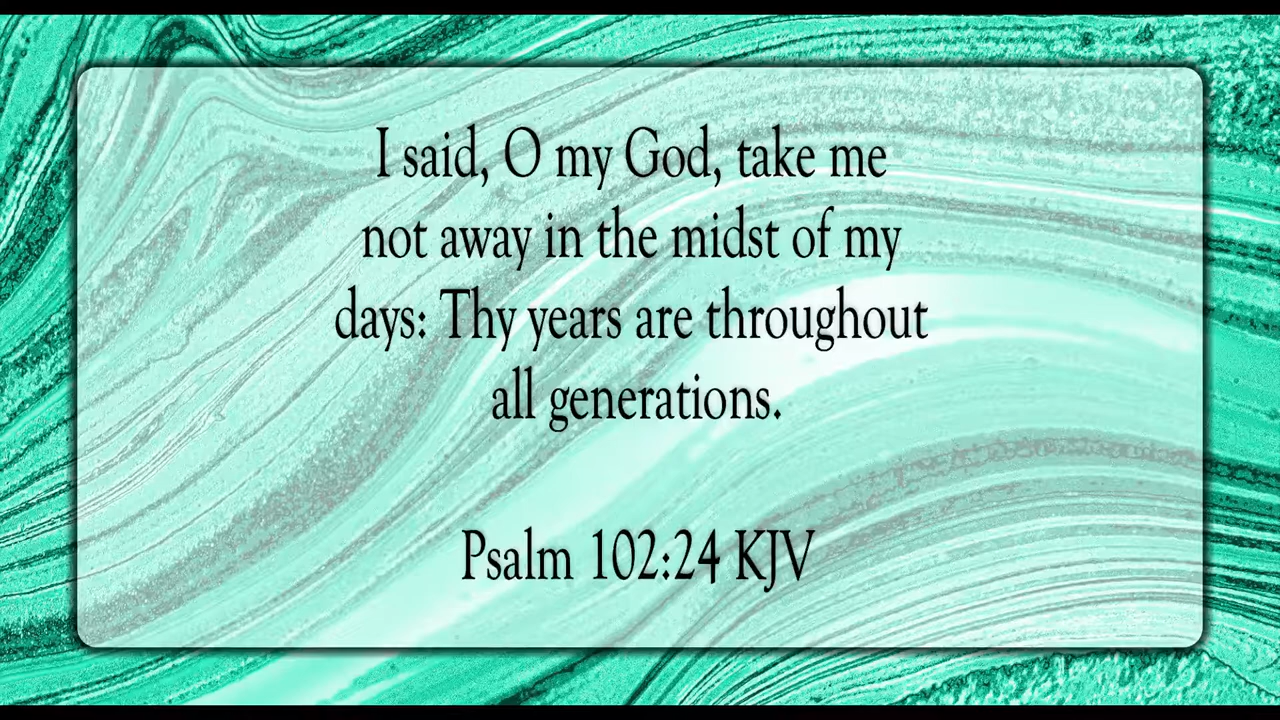 I said, O my God, take me
not away in the midst of my
days: Thy years are throughout
all generations.
Psalm 102:24 KJV